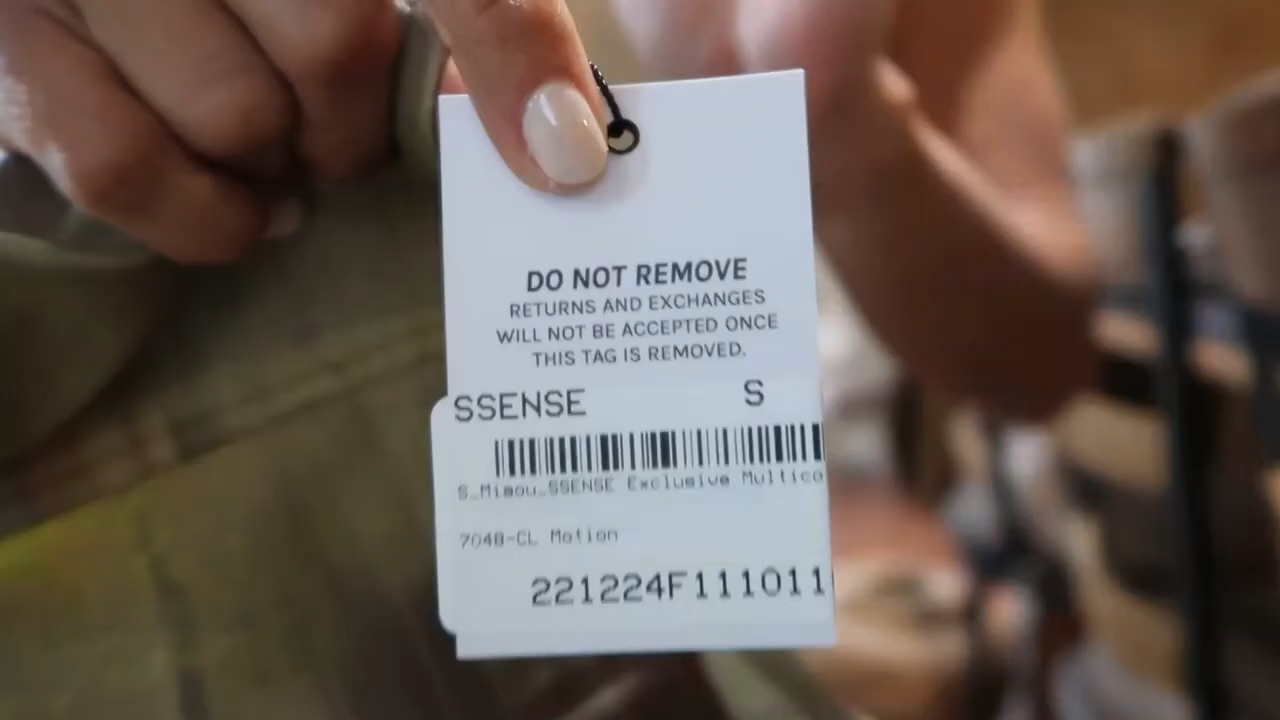 DO NOT REMOVE
RETURNS AND EXCHANGES
WILL NOT BE ACCEPTED ONCE
THIS TAG IS REMOVED.
SSENSE S
S_Miaou_SSENSE Exclusive Multico
7048-CL Motion
221224F111011